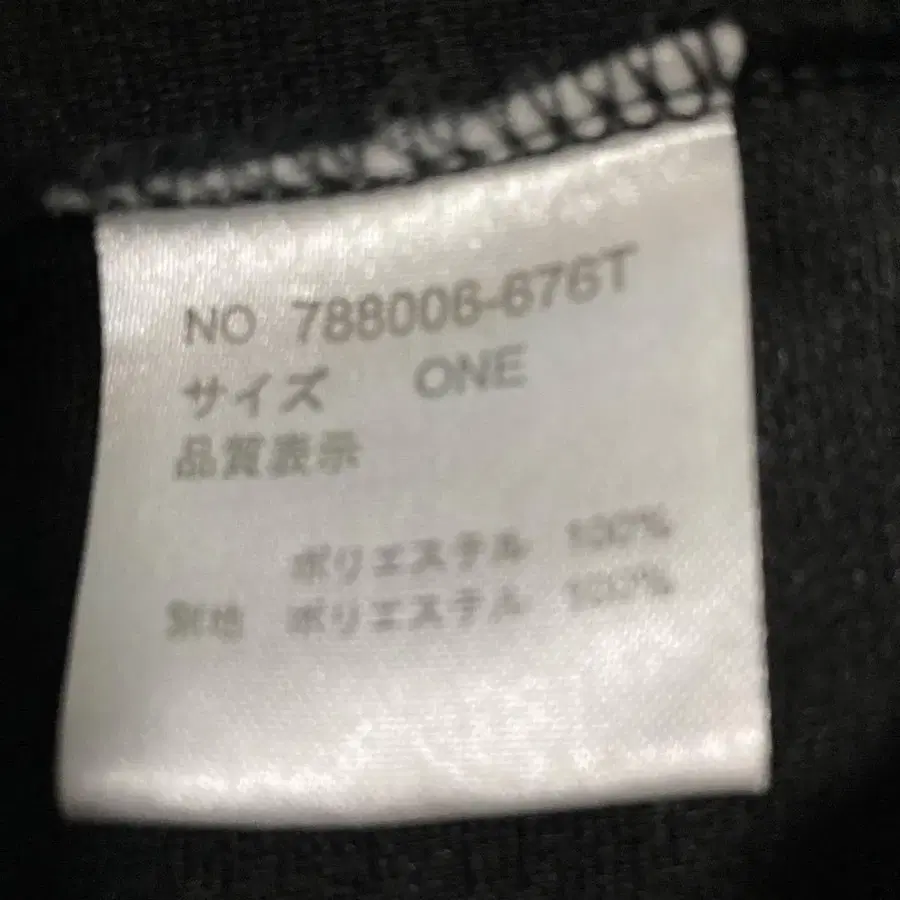 NO 788006-676T
サイズ ONE
品質表示
ポリエステル 100%
別地 ポリエステル 100%